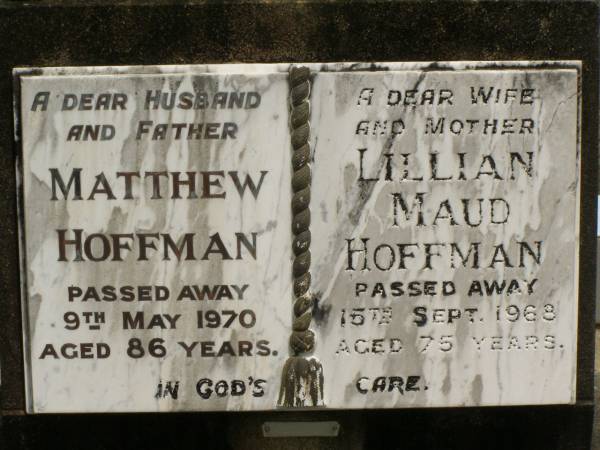 A DEAR HUSBAND
AND FATHER
MATTHEW
HOFFMAN
PASSED AWAY
9TH MAY 1970
AGED 86 YEARS.
A DEAR WIFE
AND MOTHER
LILLIAN
MAUD
HOFFMAN
PASSED AWAY
15TH SEPT. 1968
AGED 75 YEARS.
IN GOD'S CARE.